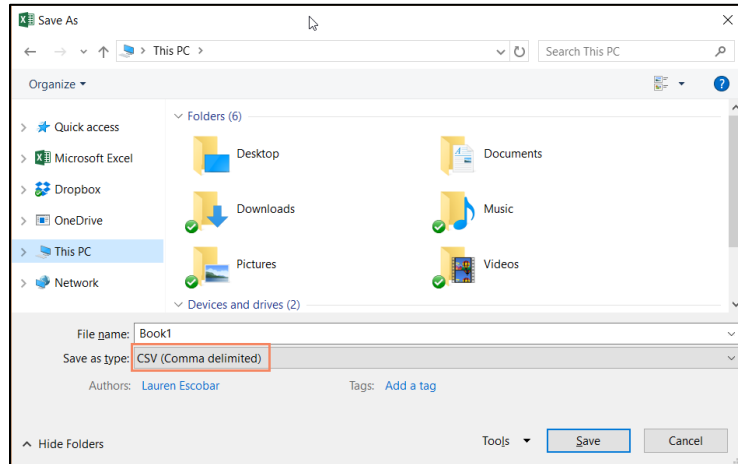 Save As
This PC
Search This PC
Organize
Quick access
Microsoft Excel
Dropbox
OneDrive
This PC
Network
Folders (6)
Desktop
Documents
Downloads
Music
Pictures
Videos
Devices and drives (2)
File name: Book1
Save as type: CSV (Comma delimited)
Authors: Lauren Escobar Tags: Add a tag
Hide Folders Tools Save Cancel